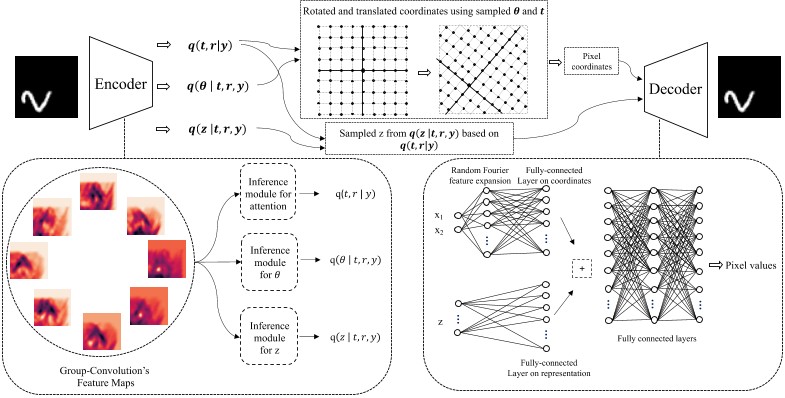 Rotated and translated coordinates using sampled θ and t
Encoder
q(t, r|y)
q(θ | t, r, y)
q(z |t, r, y)
Sampled z from q(z |t, r, y) based on
q(t, r|y)
Pixel
coordinates
Decoder
Inference
module for
attention
q(t, r | y)
Inference
module
for θ
q(θ | t, r, y)
Inference
module
for z
q(z | t, r, y)
Group-Convolution's
Feature Maps
Random Fourier
feature expansion
Fully-connected
Layer on coordinates
x1
x2
+
z
Fully-connected
Layer on representation
Fully connected layers
Pixel values